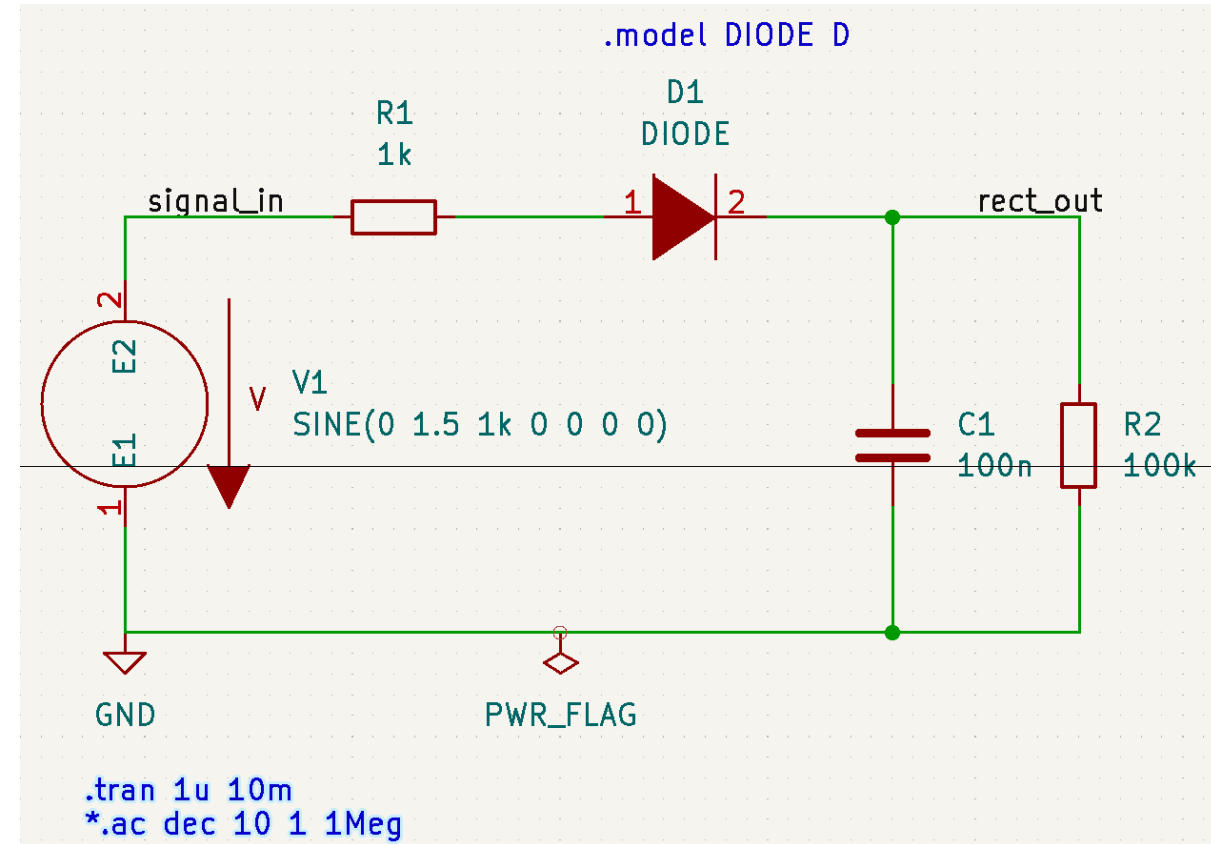 .model DIODE D
D1
DIODE
R1
1k
signal_in
1
2
rect_out
2
E2
V
V1
SINE(0 1.5 1k 0 0 0 0)
E1
1
C1
100n
R2
100k
GND
PWR_FLAG
.tran 1u 10m
*.ac dec 10 1 1Meg